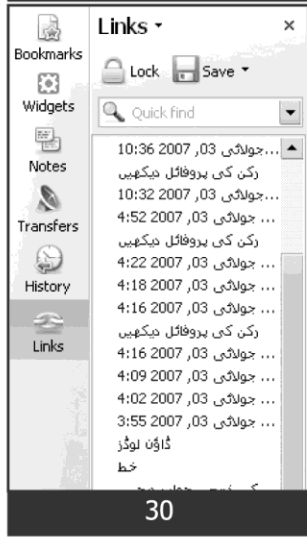 Links
Bookmarks
Lock
Save
Widgets
Quick find
Notes
Transfers
History
Links
...جولائی 03, 2007 10:36
رکن کی پروفائل دیکھیں
...جولائی 03, 2007 10:32
... جولائی 03, 2007 4:52
رکن کی پروفائل دیکھیں
... جولائی 03, 2007 4:22
... جولائی 03, 2007 4:18
... جولائی 03, 2007 4:16
رکن کی پروفائل دیکھیں
... جولائی 03, 2007 4:16
... جولائی 03, 2007 4:09
... جولائی 03, 2007 4:02
... جولائی 03, 2007 3:55
ڈاؤن لوڈز
خط
30